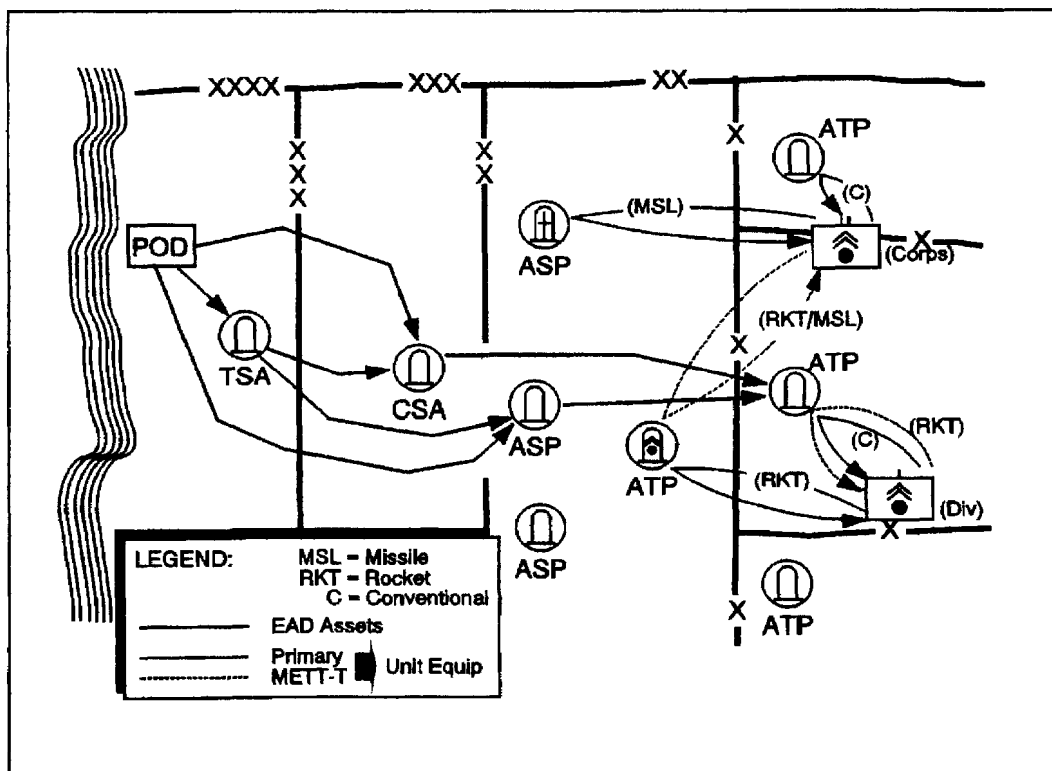 XXXX
XXX
XX
X
X
X
X
X
X
ATP
(C)
(MSL)
ASP
X
(Corps)
POD
(RKT/MSL)
X
TSA
CSA
ATP
ASP
(RKT)
(C)
ATP
(RKT)
(Div)
X
ASP
X
ATP
LEGEND:
MSL = Missile
RKT = Rocket
C = Conventional
EAD Assets
Primary
METT-T
Unit Equip